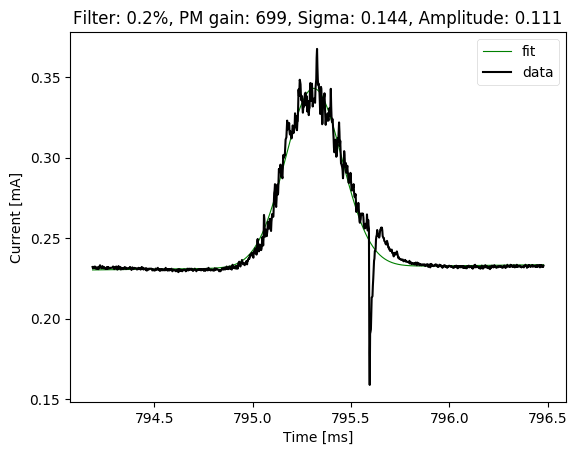 Filter: 0.2%, PM gain: 699, Sigma: 0.144, Amplitude: 0.111
fit
data
0.35
0.30
0.25
0.20
0.15
Current [mA]
794.5 795.0 795.5 796.0 796.5
Time [ms]